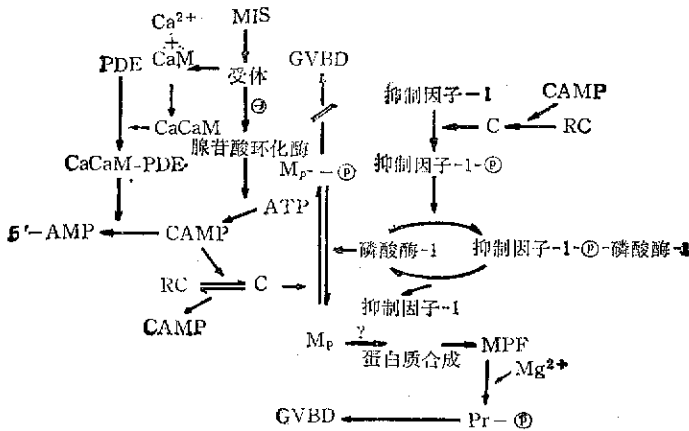 Ca²⁺ MIS
+
PDE CaM 受体 GVBD
抑制因子-1 CAMP
CaCaM C RC
腺苷酸环化酶
CaCaM-PDE Mp-Ⓟ 抑制因子-1-Ⓟ
ATP
5'-AMP CAMP 磷酸酶-1 抑制因子-1-Ⓟ-磷酸酶-1
RC C
抑制因子-1
CAMP
Mp ? 蛋白质合成 MPF
Mg²⁺
GVBD Pr-Ⓟ